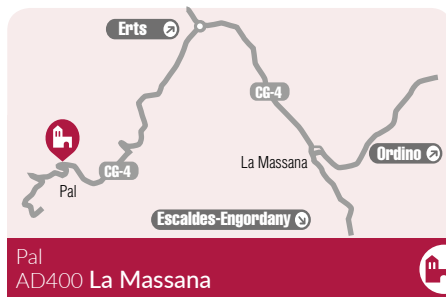 Erts
CG-4
La Massana
Ordino
CG-4
Pal
Escaldes-Engordany
Pal
AD400 La Massana